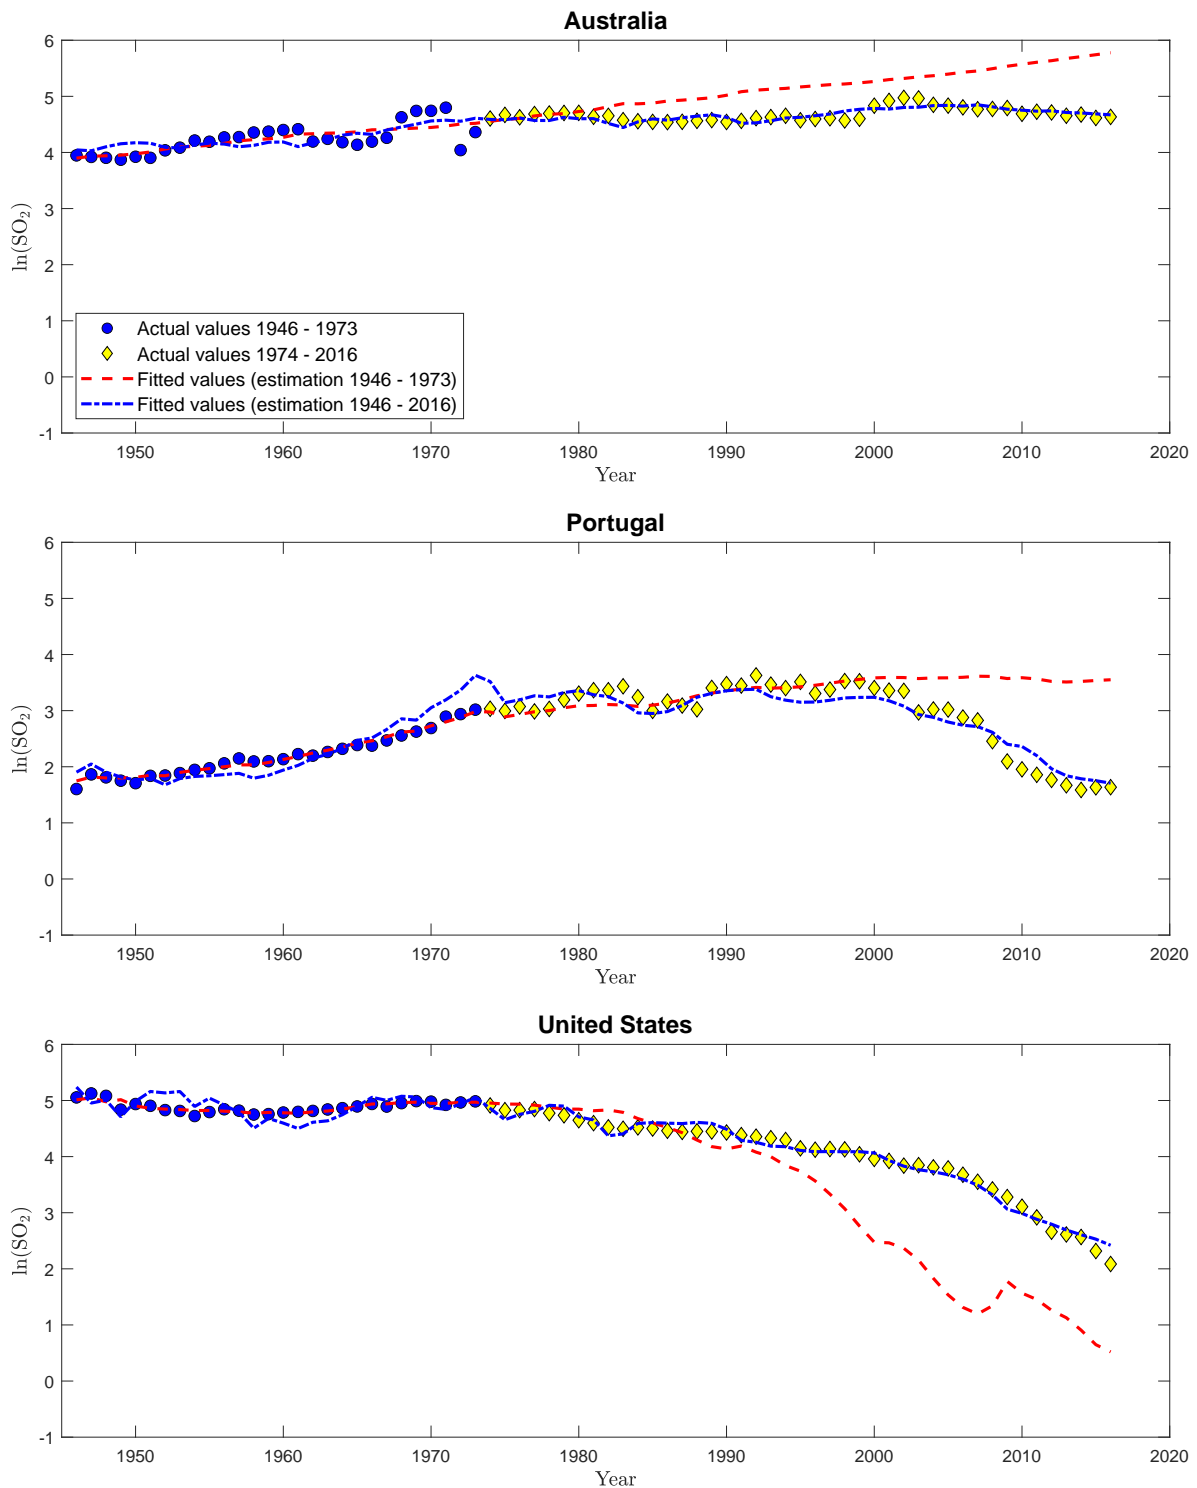 Australia
6
5
4
3
2
1
0
-1
ln(SO₂)
Actual values 1946 - 1973
Actual values 1974 - 2016
Fitted values (estimation 1946 - 1973)
Fitted values (estimation 1946 - 2016)
1950 1960 1970 1980 1990 2000 2010 2020
Year
Portugal
6
5
4
3
2
1
0
-1
ln(SO₂)
1950 1960 1970 1980 1990 2000 2010 2020
Year
United States
6
5
4
3
2
1
0
-1
ln(SO₂)
1950 1960 1970 1980 1990 2000 2010 2020
Year